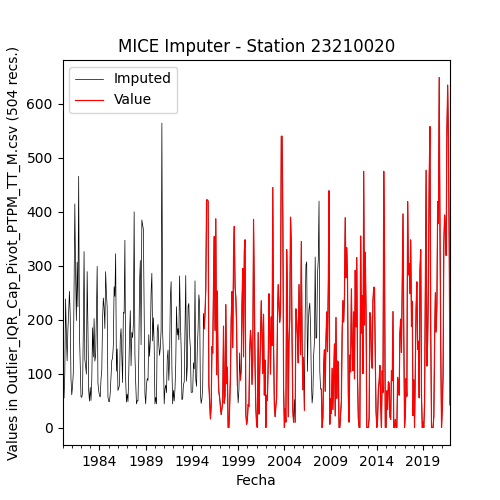 MICE Imputer - Station 23210020
Imputed
Value
Values in Outlier_IQR_Cap_Pivot_PTPM_TT_M.csv (504 recs.)
600
500
400
300
200
100
0
1984 1989 1994 1999 2004 2009 2014 2019
Fecha